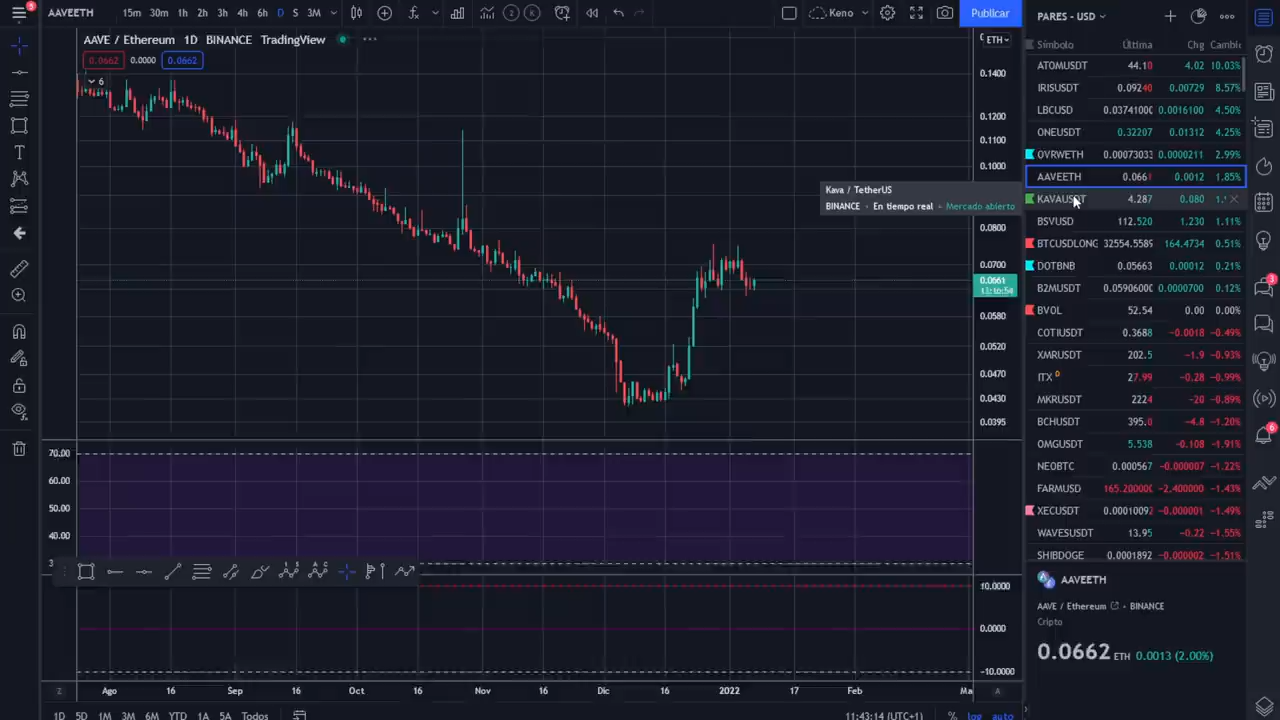 5
AAVEETH 15m 30m 1h 2h 3h 4h 6h D S 3M 2 K Keno Publicar
AAVE / Ethereum 1D BINANCE TradingView
0.0662 0.0000 0.0662
6
ETH
0.1400
0.1200
0.1100
0.1000
0.0800
0.0700
0.0661
0.0580
0.0520
0.0470
0.0430
0.0395
70.00
60.00
50.00
40.00
10.0000
0.0000
-10.0000
Z Ago 16 Sep 16 Oct 16 Nov 16 Dic 16 2022 17 Feb A
1D 5D 1M 3M 6M YTD 1A 5A Todos 11:43:14 (UTC+1) % log auto
Kava / TetherUS
BINANCE En tiempo real Mercado abierto
PARES - USD
Símbolo Última Chg Cambic
ATOMUSDT 44.10 4.02 10.03%
IRISUSDT 0.09240 0.00729 8.57%
LBCUSD 0.03741000 0.0016100 4.50%
ONEUSDT 0.32207 0.01312 4.25%
OVRWETH 0.00073033 0.0000211 2.99%
AAVEETH 0.0661 0.0012 1.85%
KAVAUSDT 4.287 0.080
BSVUSD 112.520 1.230 1.11%
BTCUSDLONG 32554.5589 164.4734 0.51%
DOTBNB 0.05663 0.00012 0.21%
B2MUSDT 0.05906000 0.0000700 0.12%
BVOL 52.54 0.00 0.00%
COTIUSDT 0.3688 -0.0018 -0.49%
XMRUSDT 202.5 -1.9 -0.93%
ITX D 27.99 -0.28 -0.99%
MKRUSDT 2224 -20 -0.89%
BCHUSDT 395.0 -4.8 -1.20%
OMGUSDT 5.538 -0.108 -1.91%
NEOBTC 0.000567 -0.000007 -1.22%
FARMUSD 165.20000 -2.400000 -1.43%
XECUSDT 0.0001092 -0.000001 -1.49%
WAVESUSDT 13.95 -0.22 -1.55%
SHIBDOGE 0.0001892 -0.000002 -1.51%
AAVEETH
AAVE / Ethereum BINANCE
Cripto
0.0662 ETH 0.0013 (2.00%)
3
6